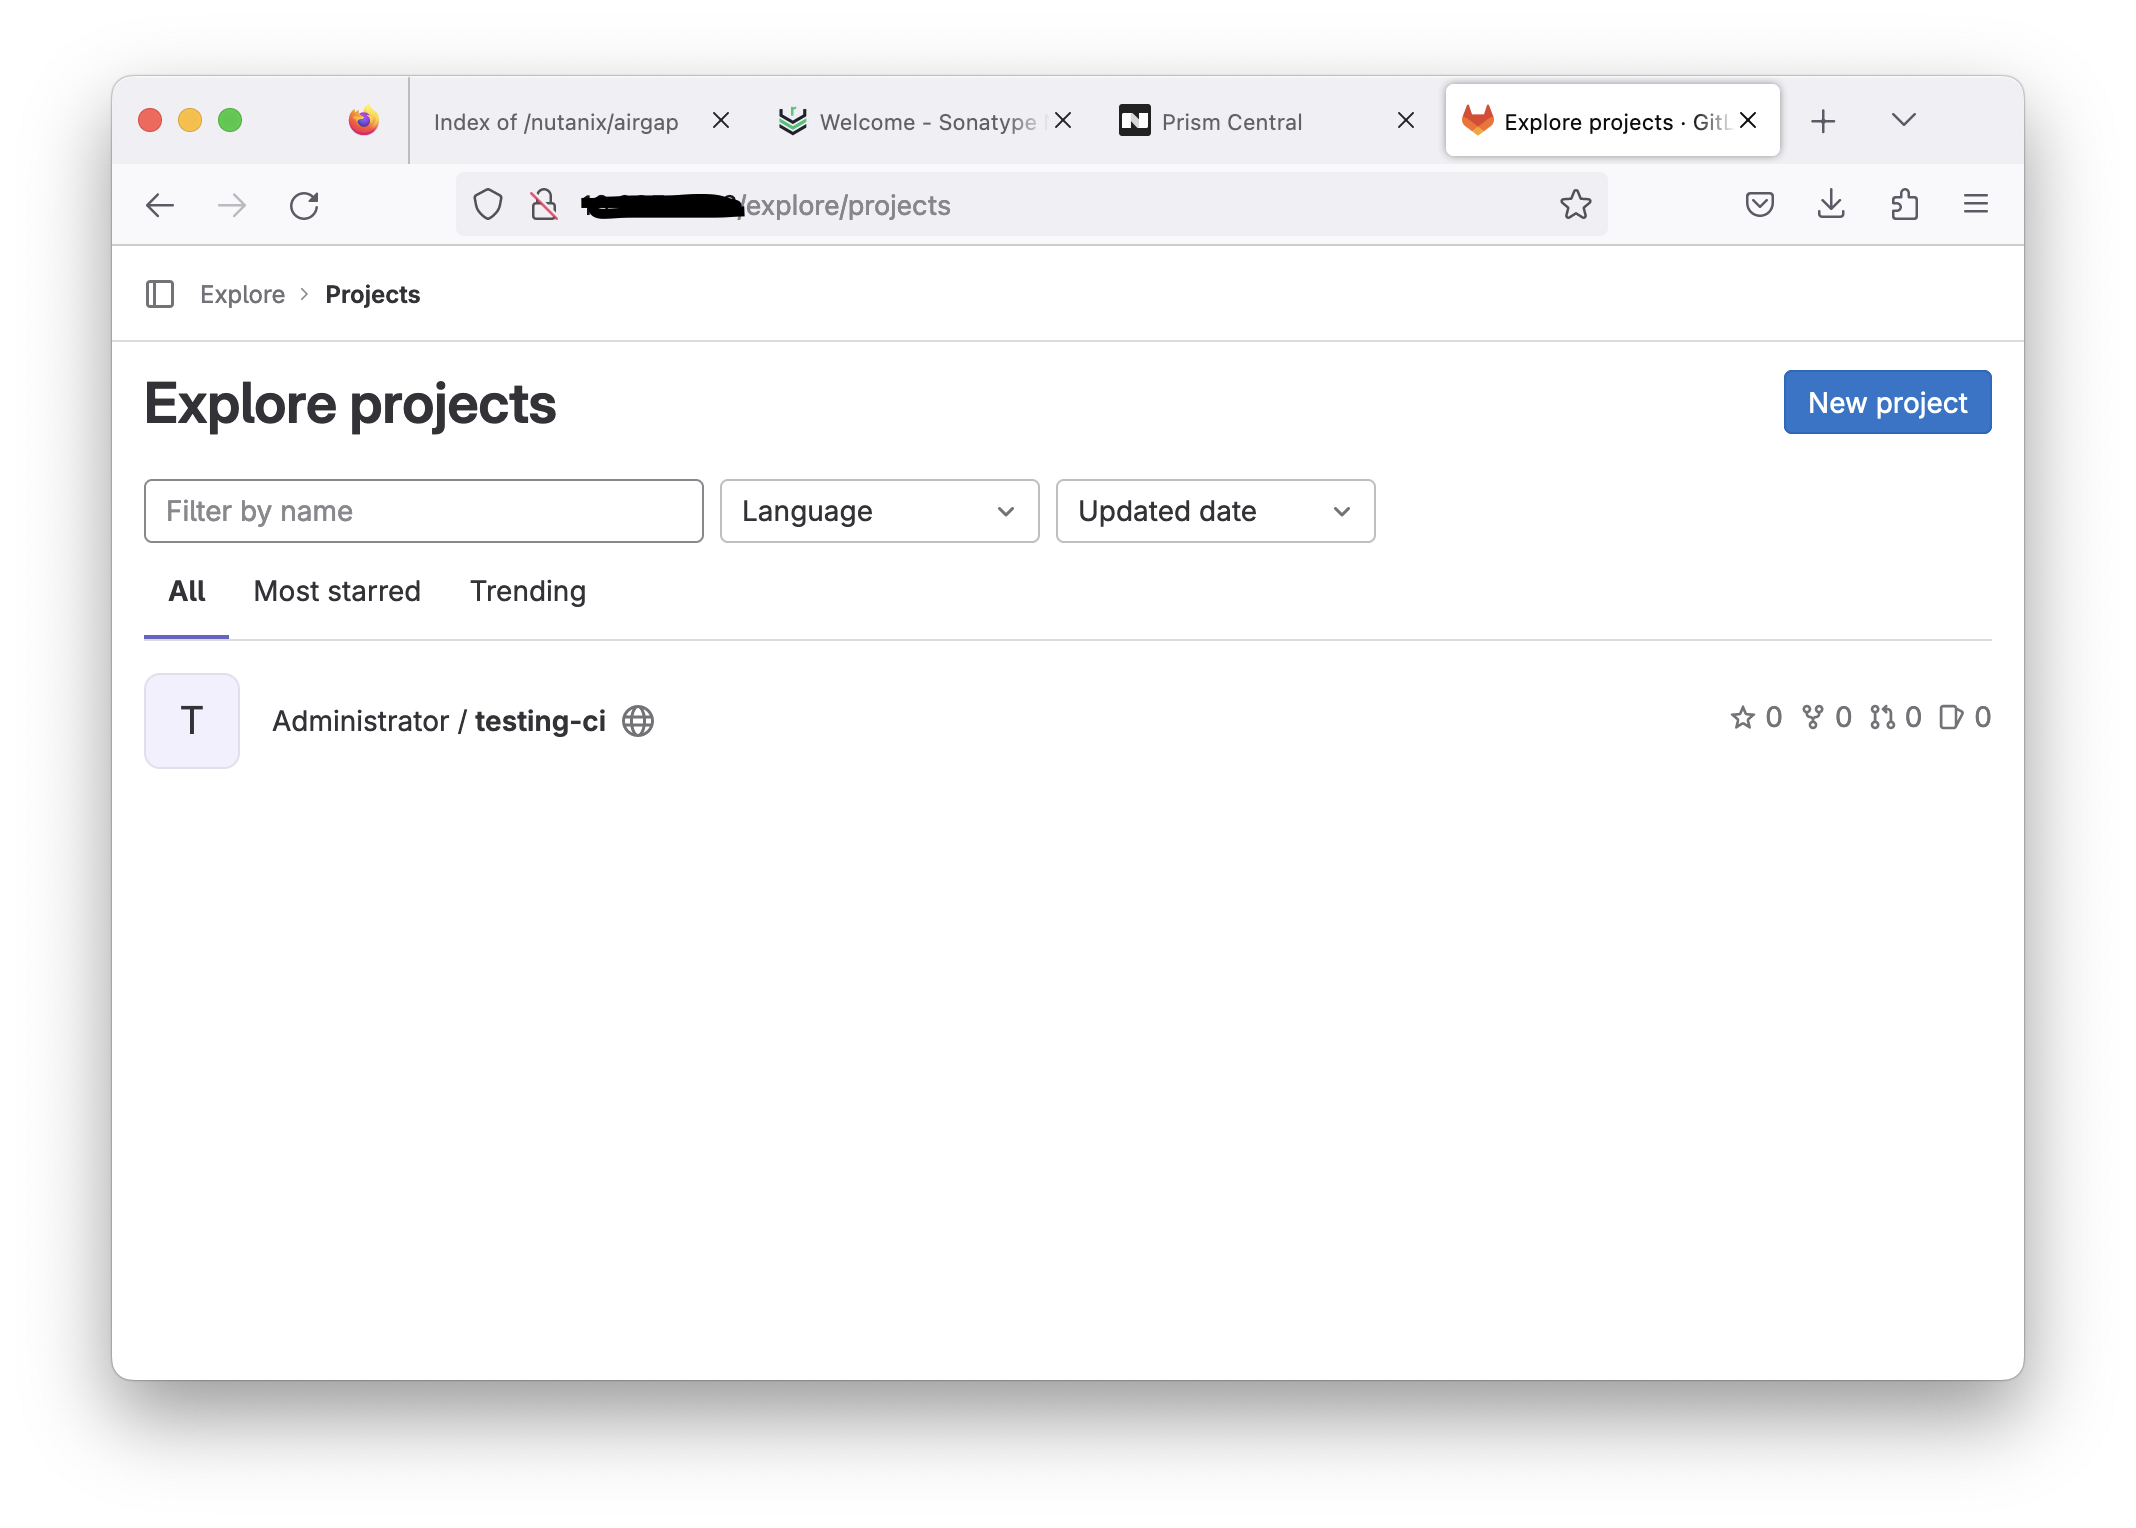 Index of /nutanix/airgap
Welcome - Sonatype
Prism Central
Explore projects · GitL
/explore/projects
Explore > Projects
Explore projects
New project
Filter by name
Language
Updated date
All
Most starred
Trending
T
Administrator / testing-ci
0 0 0 0